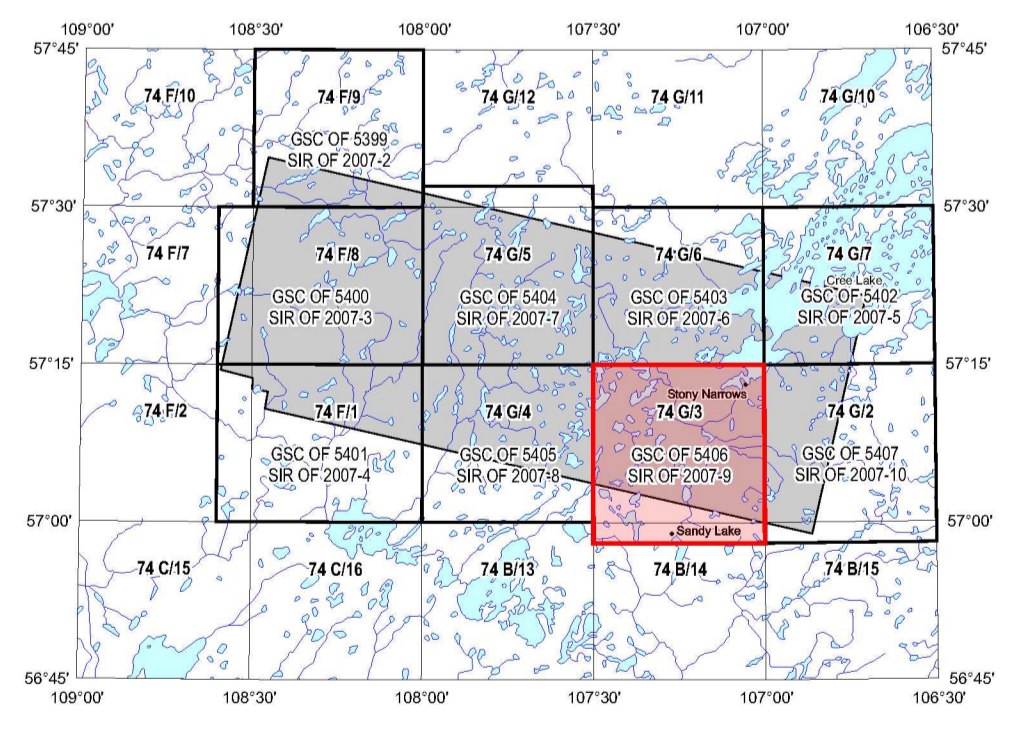 109°00'
108°30'
108°00'
107°30'
107°00'
106°30'
57°45'
57°45'
74 F/10
74 F/9
74 G/12
74 G/11
74 G/10
GSC OF 5399
SIR OF 2007-2
57°30'
57°30'
74 F/7
74 F/8
74 G/5
74 G/6
74 G/7
Cree Lake
GSC OF 5400
SIR OF 2007-3
GSC OF 5404
SIR OF 2007-7
GSC OF 5403
SIR OF 2007-6
GSC OF 5402
SIR OF 2007-5
57°15'
57°15'
Stony Narrows
74 F/2
74 F/1
74 G/4
74 G/3
74 G/2
GSC OF 5401
SIR OF 2007-4
GSC OF 5405
SIR OF 2007-8
GSC OF 5406
SIR OF 2007-9
GSC OF 5407
SIR OF 2007-10
57°00'
57°00'
Sandy Lake
74 C/15
74 C/16
74 B/13
74 B/14
74 B/15
56°45'
56°45'
109°00'
108°30'
108°00'
107°30'
107°00'
106°30'